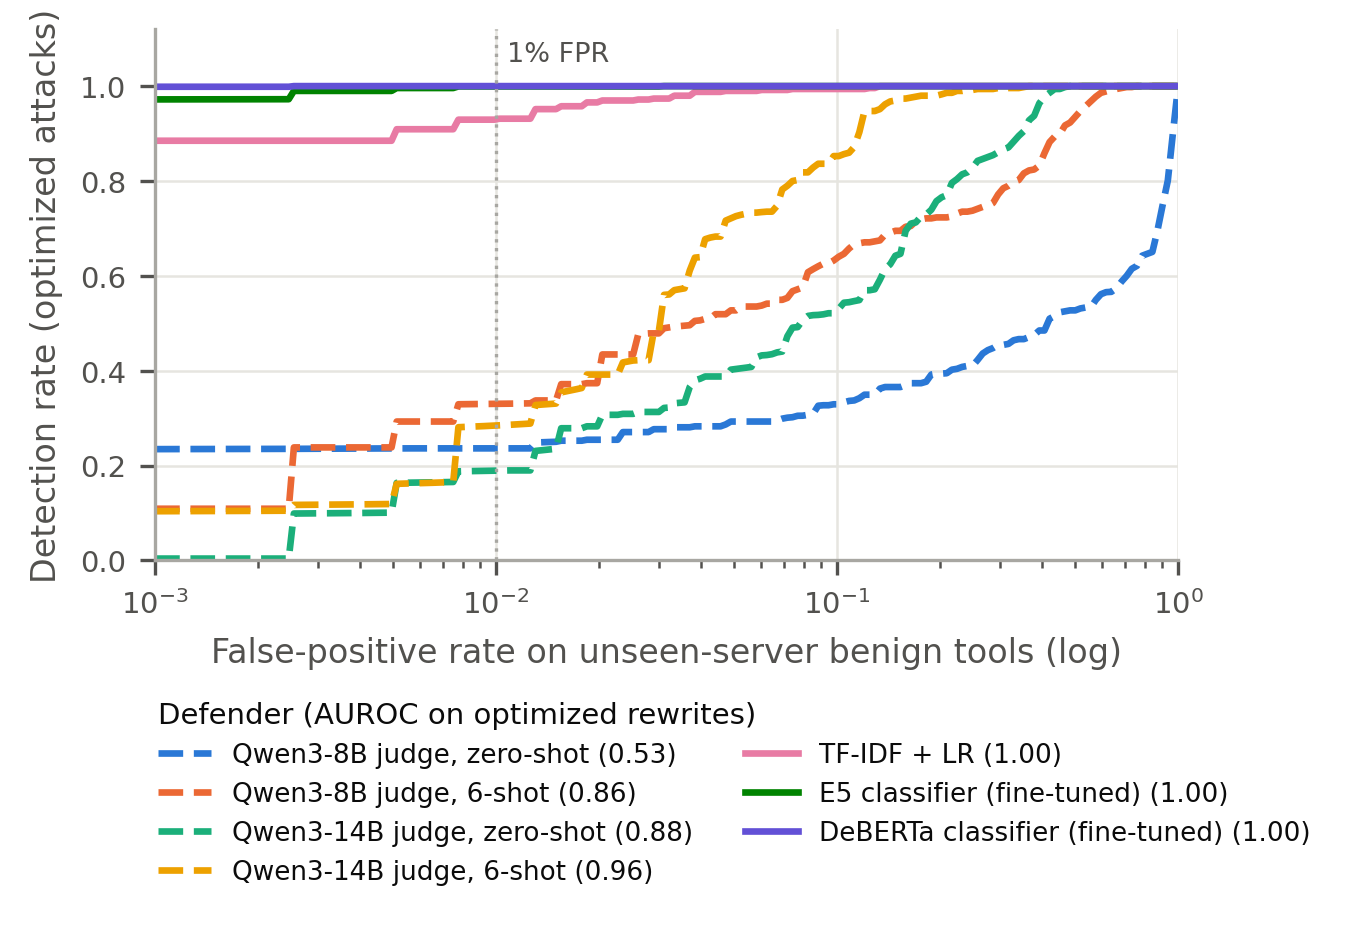 Detection rate (optimized attacks)
1% FPR
1.0
0.8
0.6
0.4
0.2
0.0
10⁻³ 10⁻² 10⁻¹ 10⁰
False-positive rate on unseen-server benign tools (log)
Defender (AUROC on optimized rewrites)
Qwen3-8B judge, zero-shot (0.53)
Qwen3-8B judge, 6-shot (0.86)
Qwen3-14B judge, zero-shot (0.88)
Qwen3-14B judge, 6-shot (0.96)
TF-IDF + LR (1.00)
E5 classifier (fine-tuned) (1.00)
DeBERTa classifier (fine-tuned) (1.00)